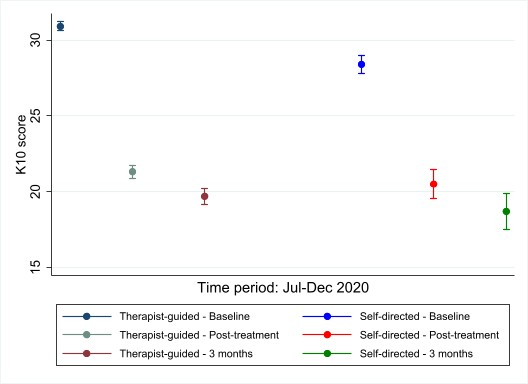 30
25
20
15
K10 score
Time period: Jul-Dec 2020
Therapist-guided - Baseline
Self-directed - Baseline
Therapist-guided - Post-treatment
Self-directed - Post-treatment
Therapist-guided - 3 months
Self-directed - 3 months